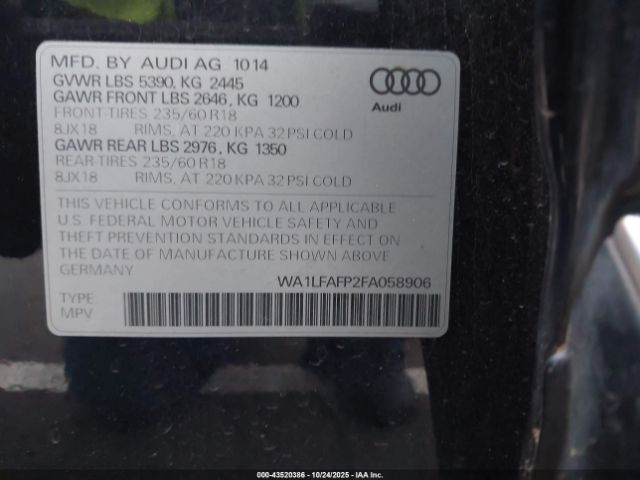 MFD. BY AUDI AG 1014
GVWR LBS 5390, KG 2445
GAWR FRONT LBS 2646, KG 1200
FRONT-TIRES 235/60 R18
8JX18 RIMS, AT 220 KPA 32 PSI COLD
GAWR REAR LBS 2976, KG 1350
REAR-TIRES 235/60 R18
8JX18 RIMS, AT 220 KPA 32 PSI COLD
Audi
THIS VEHICLE CONFORMS TO ALL APPLICABLE
U.S. FEDERAL MOTOR VEHICLE SAFETY AND
THEFT PREVENTION STANDARDS IN EFFECT ON
THE DATE OF MANUFACTURE SHOWN ABOVE
GERMANY
WA1LFAFP2FA058906
TYPE
MPV
000-43520386 - 10/24/2025 - IAA Inc.